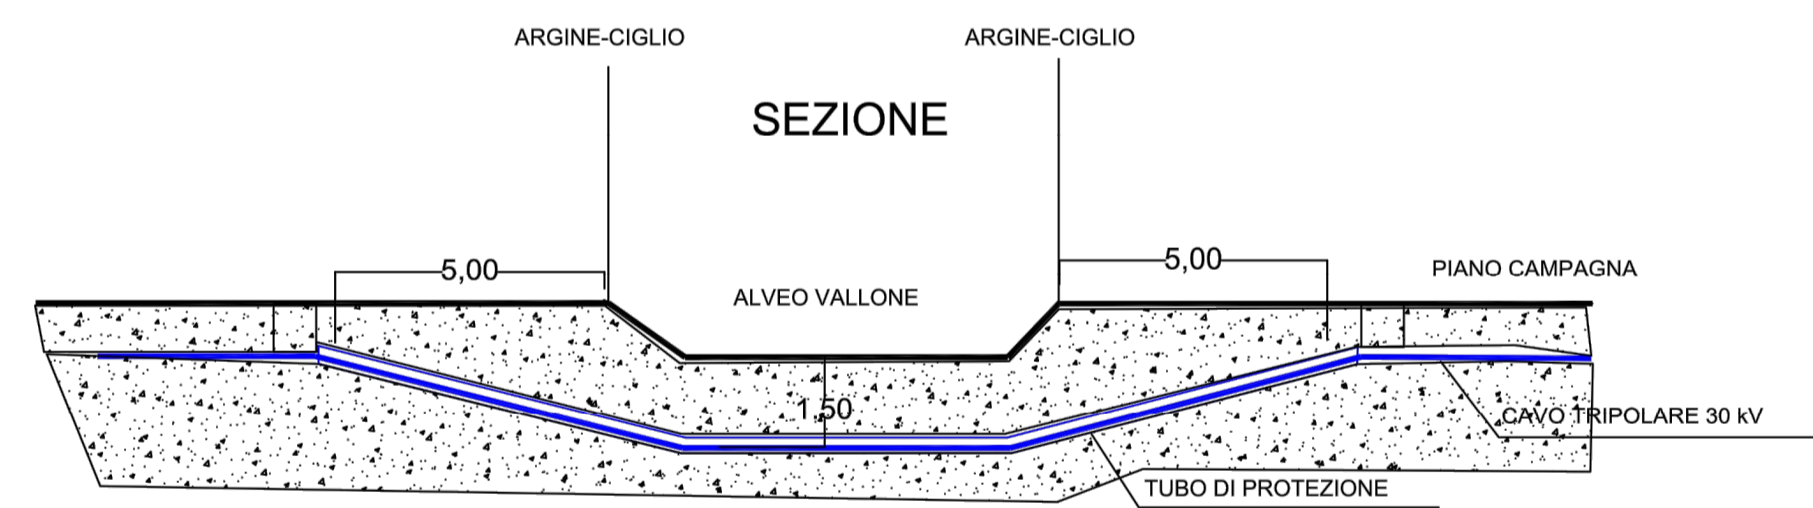 ARGINE-CIGLIO
ARGINE-CIGLIO
SEZIONE
5,00
5,00
PIANO CAMPAGNA
ALVEO VALLONE
1,50
CAVO TRIPOLARE 30 kV
TUBO DI PROTEZIONE